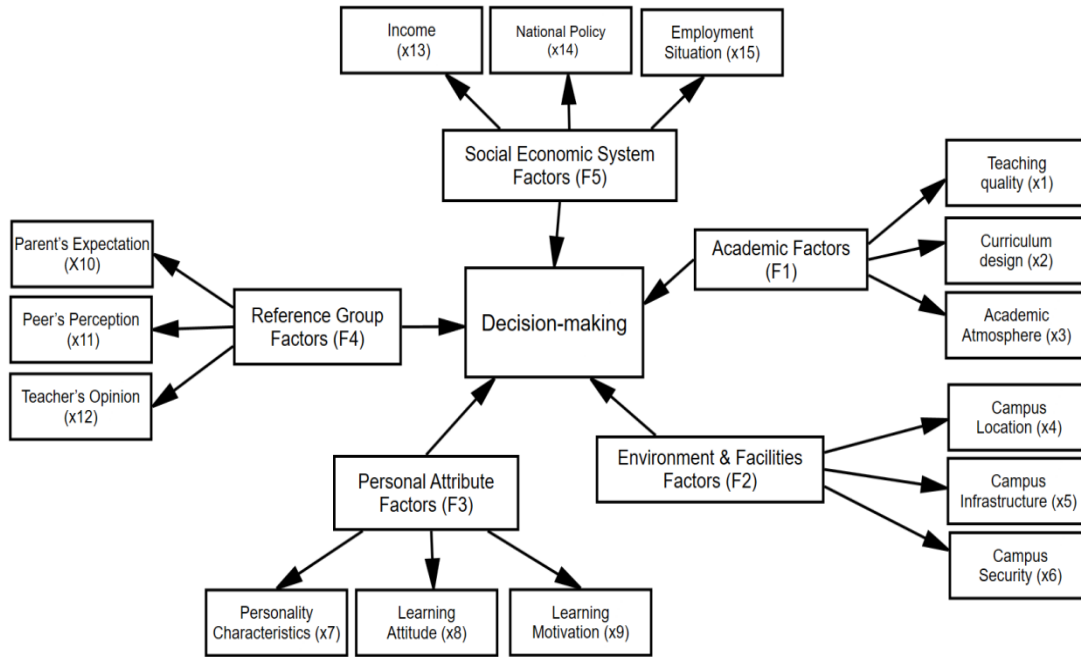 Income
(x13)
National Policy
(x14)
Employment
Situation (x15)
Social Economic System
Factors (F5)
Teaching
quality (x1)
Parent's Expectation
(X10)
Academic Factors
(F1)
Curriculum
design (x2)
Peer's Perception
(x11)
Reference Group
Factors (F4)
Decision-making
Academic
Atmosphere (x3)
Teacher's Opinion
(x12)
Campus
Location (x4)
Personal Attribute
Factors (F3)
Environment & Facilities
Factors (F2)
Campus
Infrastructure (x5)
Campus
Security (x6)
Personality
Characteristics (x7)
Learning
Attitude (x8)
Learning
Motivation (x9)